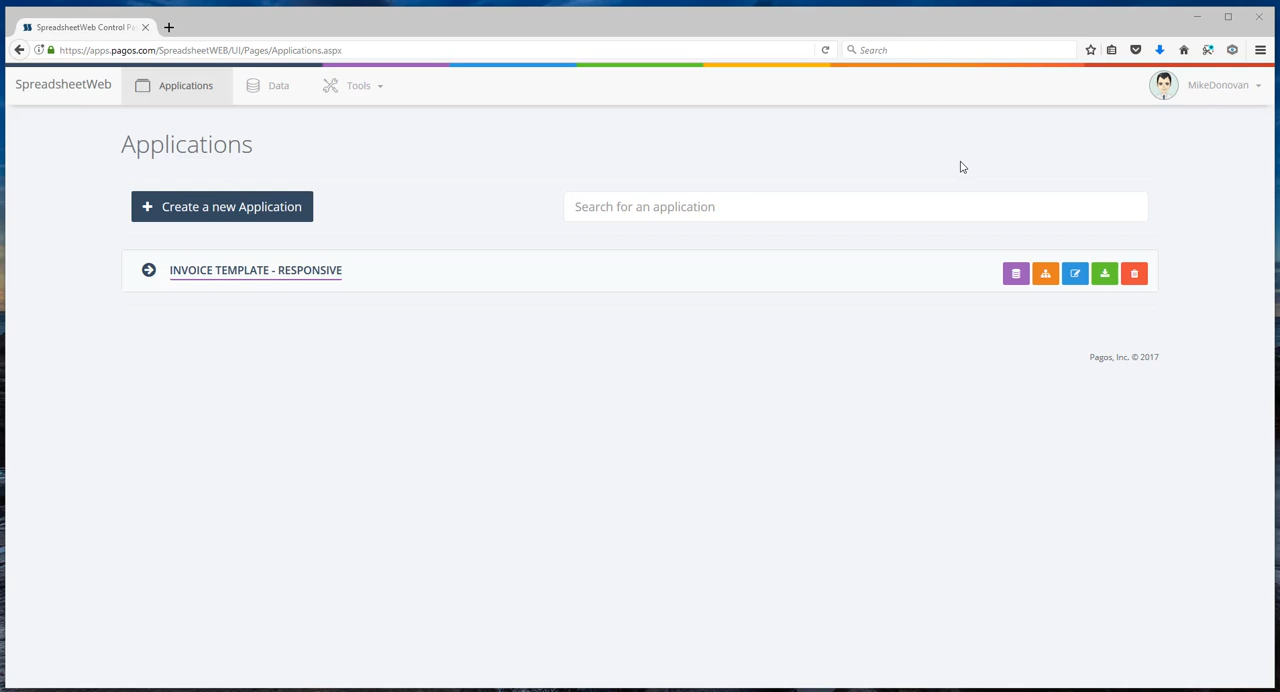 SpreadsheetWeb Control Pa
https://apps.pagos.com/SpreadsheetWEB/UI/Pages/Applications.aspx
Search
SpreadsheetWeb
Applications
Data
Tools
MikeDonovan
Applications
Create a new Application
Search for an application
INVOICE TEMPLATE - RESPONSIVE
Pagos, Inc. © 2017